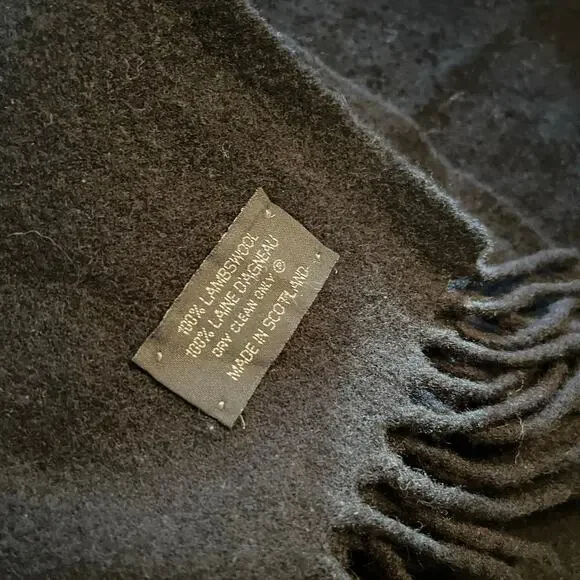 100% LAMBSWOOL
100% LAINE D'AGNEAU
DRY CLEAN ONLY ®
MADE IN SCOTLAND.